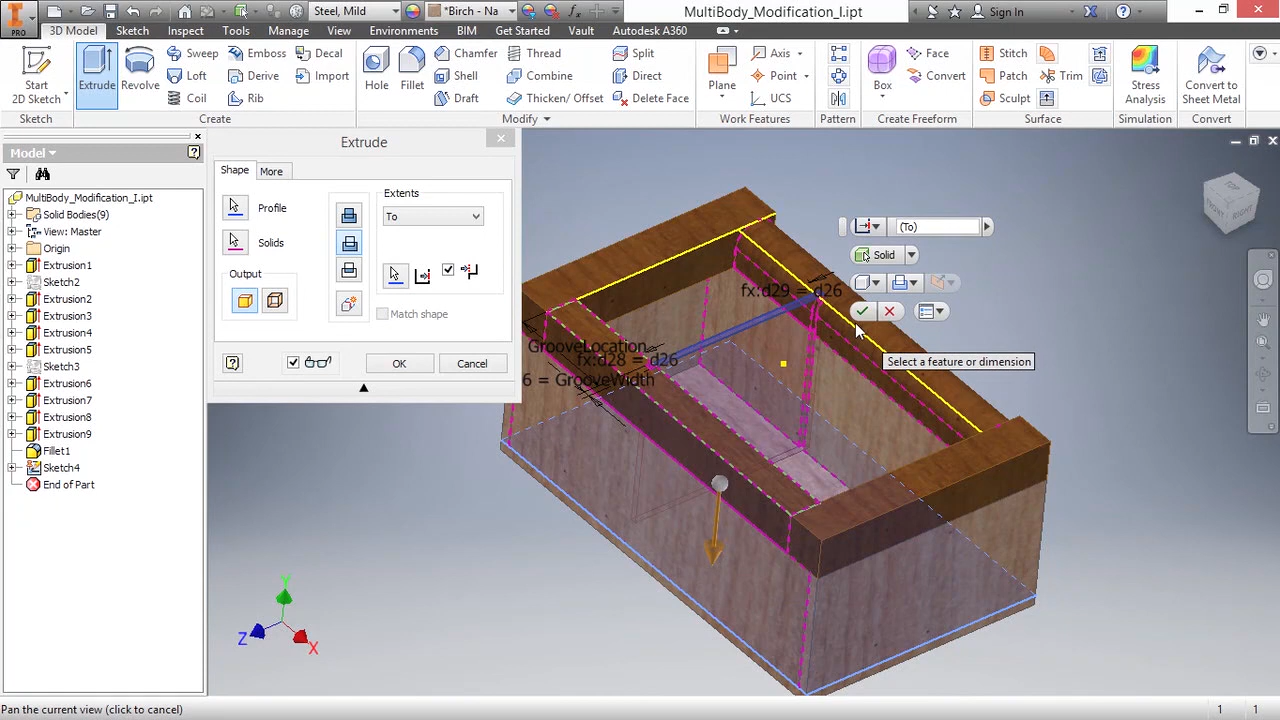 PRO
Steel, Mild
*Birch - Na
MultiBody_Modification_I.ipt
Sign In
3D Model Sketch Inspect Tools Manage View Environments BIM Get Started Vault Autodesk A360
Start
2D Sketch
Extrude
Revolve
Sweep
Loft
Coil
Emboss
Derive
Rib
Decal
Import
Hole
Fillet
Chamfer
Shell
Draft
Thread
Combine
Thicken/ Offset
Split
Direct
Delete Face
Plane
Axis
Point
UCS
Box
Face
Convert
Stitch
Patch
Sculpt
Trim
Stress
Analysis
Convert to
Sheet Metal
Sketch Create Modify Work Features Pattern Create Freeform Surface Simulation Convert
Model
MultiBody_Modification_I.ipt
Solid Bodies(9)
View: Master
Origin
Extrusion1
Sketch2
Extrusion2
Extrusion3
Extrusion4
Extrusion5
Sketch3
Extrusion6
Extrusion7
Extrusion8
Extrusion9
Fillet1
Sketch4
End of Part
Extrude
Shape
More
Profile
Solids
Output
Extents
To
Match shape
OK
Cancel
(To)
Solid
fx:d29 = d26
GrooveLocation
fx:d28 = d26
6 = GrooveWidth
Select a feature or dimension
FRONT
RIGHT
Y
Z
X
Pan the current view (click to cancel)
1
1